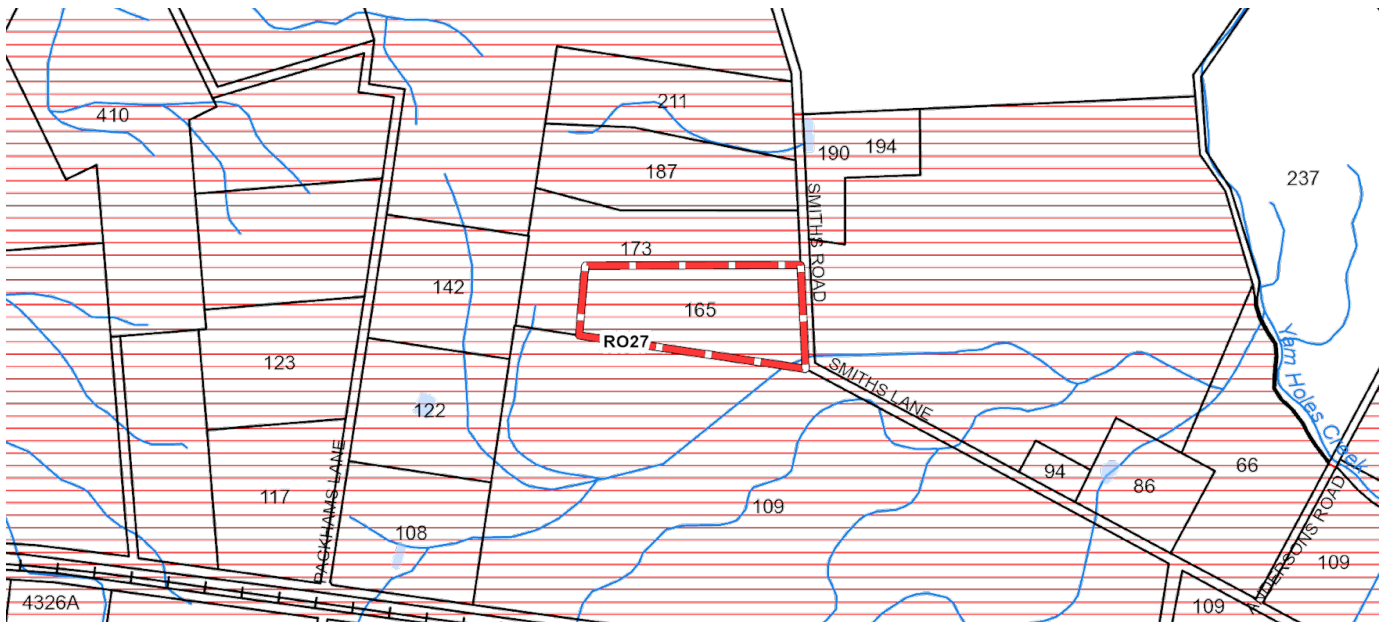 211
410
190
194
187
237
SMITHS ROAD
173
142
165
RO27
123
SMITHS LANE
Yam Holes Creek
122
94
66
86
117
PACKHAMS LANE
109
108
ANDERSONS ROAD
109
4326A
109